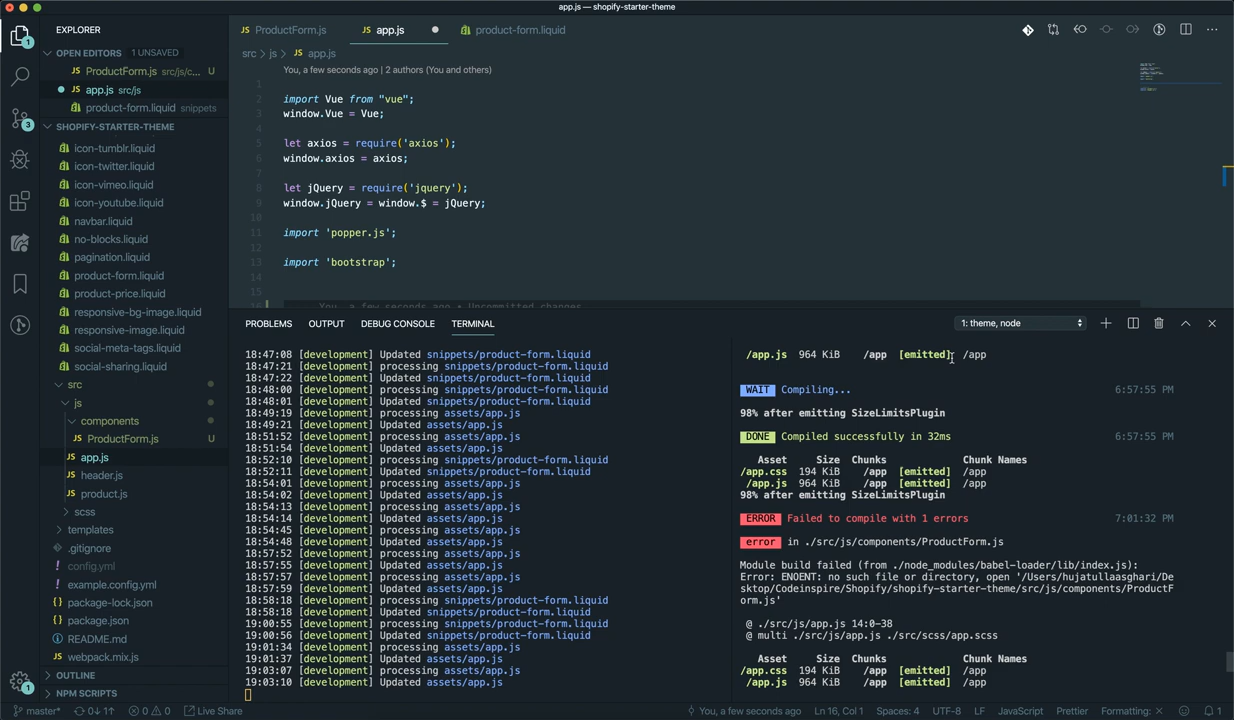 app.js — shopify-starter-theme
EXPLORER
OPEN EDITORS 1 UNSAVED
ProductForm.js src/js/c... U
app.js src/js
product-form.liquid snippets
SHOPIFY-STARTER-THEME
icon-tumblr.liquid
icon-twitter.liquid
icon-vimeo.liquid
icon-youtube.liquid
navbar.liquid
no-blocks.liquid
pagination.liquid
product-form.liquid
product-price.liquid
responsive-bg-image.liquid
responsive-image.liquid
social-meta-tags.liquid
social-sharing.liquid
src
js
components
JS ProductForm.js U
JS app.js
JS header.js
JS product.js
scss
templates
.gitignore
! config.yml
! example.config.yml
{} package-lock.json
{} package.json
README.md
JS webpack.mix.js
OUTLINE
NPM SCRIPTS
JS ProductForm.js
JS app.js
product-form.liquid
src > js > JS app.js
You, a few seconds ago | 2 authors (You and others)
1
2 import Vue from "vue";
3 window.Vue = Vue;
4
5 let axios = require('axios');
6 window.axios = axios;
7
8 let jQuery = require('jquery');
9 window.jQuery = window.$ = jQuery;
10
11 import 'popper.js';
12
13 import 'bootstrap';
14
15
16 You, a few seconds ago • Uncommitted changes
PROBLEMS OUTPUT DEBUG CONSOLE TERMINAL
1: theme, node
18:47:08 [development] Updated snippets/product-form.liquid
18:47:21 [development] processing snippets/product-form.liquid
18:47:22 [development] Updated snippets/product-form.liquid
18:48:00 [development] processing snippets/product-form.liquid
18:48:01 [development] Updated snippets/product-form.liquid
18:49:19 [development] processing assets/app.js
18:49:21 [development] Updated assets/app.js
18:51:52 [development] processing assets/app.js
18:51:54 [development] Updated assets/app.js
18:52:10 [development] processing snippets/product-form.liquid
18:52:11 [development] Updated snippets/product-form.liquid
18:54:01 [development] processing assets/app.js
18:54:02 [development] Updated assets/app.js
18:54:13 [development] processing assets/app.js
18:54:14 [development] Updated assets/app.js
18:54:45 [development] processing assets/app.js
18:54:48 [development] Updated assets/app.js
18:57:52 [development] processing assets/app.js
18:57:55 [development] Updated assets/app.js
18:57:57 [development] processing assets/app.js
18:57:59 [development] Updated assets/app.js
18:58:18 [development] processing snippets/product-form.liquid
18:58:18 [development] Updated snippets/product-form.liquid
19:00:55 [development] processing snippets/product-form.liquid
19:00:56 [development] Updated snippets/product-form.liquid
19:01:34 [development] processing assets/app.js
19:01:37 [development] Updated assets/app.js
19:03:07 [development] processing assets/app.js
19:03:10 [development] Updated assets/app.js
/app.js 964 KiB /app [emitted] /app
WAIT Compiling... 6:57:55 PM
98% after emitting SizeLimitsPlugin
DONE Compiled successfully in 32ms 6:57:55 PM
Asset Size Chunks Chunk Names
/app.css 194 KiB /app [emitted] /app
/app.js 964 KiB /app [emitted] /app
98% after emitting SizeLimitsPlugin
ERROR Failed to compile with 1 errors 7:01:32 PM
error in ./src/js/components/ProductForm.js
Module build failed (from ./node_modules/babel-loader/lib/index.js):
Error: ENOENT: no such file or directory, open '/Users/hujatullaasghari/De
sktop/Codeinspire/Shopify/shopify-starter-theme/src/js/components/ProductF
orm.js'
@ ./src/js/app.js 14:0-38
@ multi ./src/js/app.js ./src/scss/app.scss
Asset Size Chunks Chunk Names
/app.css 194 KiB /app [emitted] /app
/app.js 964 KiB /app [emitted] /app
master* 0↓ 1↑ 0 0 Live Share
You, a few seconds ago Ln 16, Col 1 Spaces: 4 UTF-8 LF JavaScript Prettier Formatting: × 1